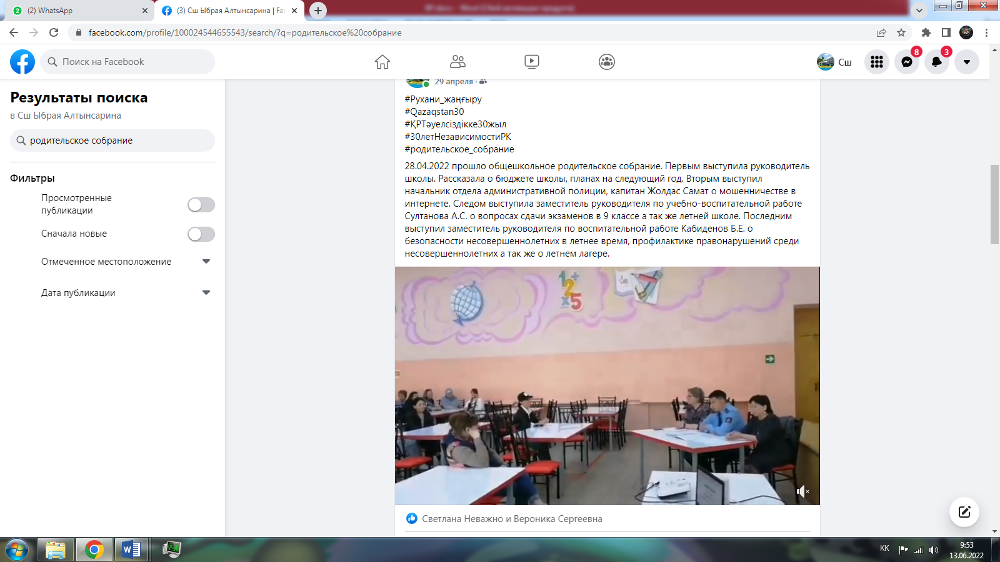 (2) WhatsApp
(3) Сш Ыбрая Алтынсарина | Fac
facebook.com/profile/100024544655543/search/?q=родительское%20собрание
Поиск на Facebook
Сш
8
3
Результаты поиска
в Сш Ыбрая Алтынсарина
родительское собрание
Фильтры
Просмотренные
публикации
Сначала новые
Отмеченное местоположение
Дата публикации
29 апреля ·
#Рухани_жаңғыру
#Qazaqstan30
#ҚРТәуелсіздікке30жыл
#30летНезависимостиРК
#родительское_собрание
28.04.2022 прошло общешкольное родительское собрание. Первым выступила руководитель
школы. Рассказала о бюджете школы, планах на следующий год. Вторым выступил
начальник отдела административной полиции, капитан Жолдас Самат о мошенничестве в
интернете. Следом выступила заместитель руководителя по учебно-воспитательной работе
Султанова А.С. о вопросах сдачи экзаменов в 9 классе а так же летней школе. Последним
выступил заместитель руководителя по воспитательной работе Кабиденов Б.Е. о
безопасности несовершеннолетних в летнее время, профилактике правонарушений среди
несовершеннолетних а так же о летнем лагере.
1+
2
x5
Светлана Неважно и Вероника Сергеевна
KK
9:53
13.06.2022